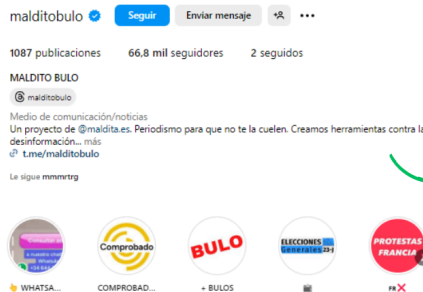 malditobulo
Seguir
Enviar mensaje
1087 publicaciones 66,8 mil seguidores 2 seguidos
MALDITO BULO
malditobulo
Medio de comunicación/noticias
Un proyecto de @maldita.es. Periodismo para que no te la cuelen. Creamos herramientas contra la
desinformación... más
t.me/malditobulo
Le sigue mmmrtrg
Comprobado
BULO
ELECCIONES
Generales 23-J
PROTESTAS
FRANCIA
WHATSA...
COMPROBAD...
+ BULOS
FR